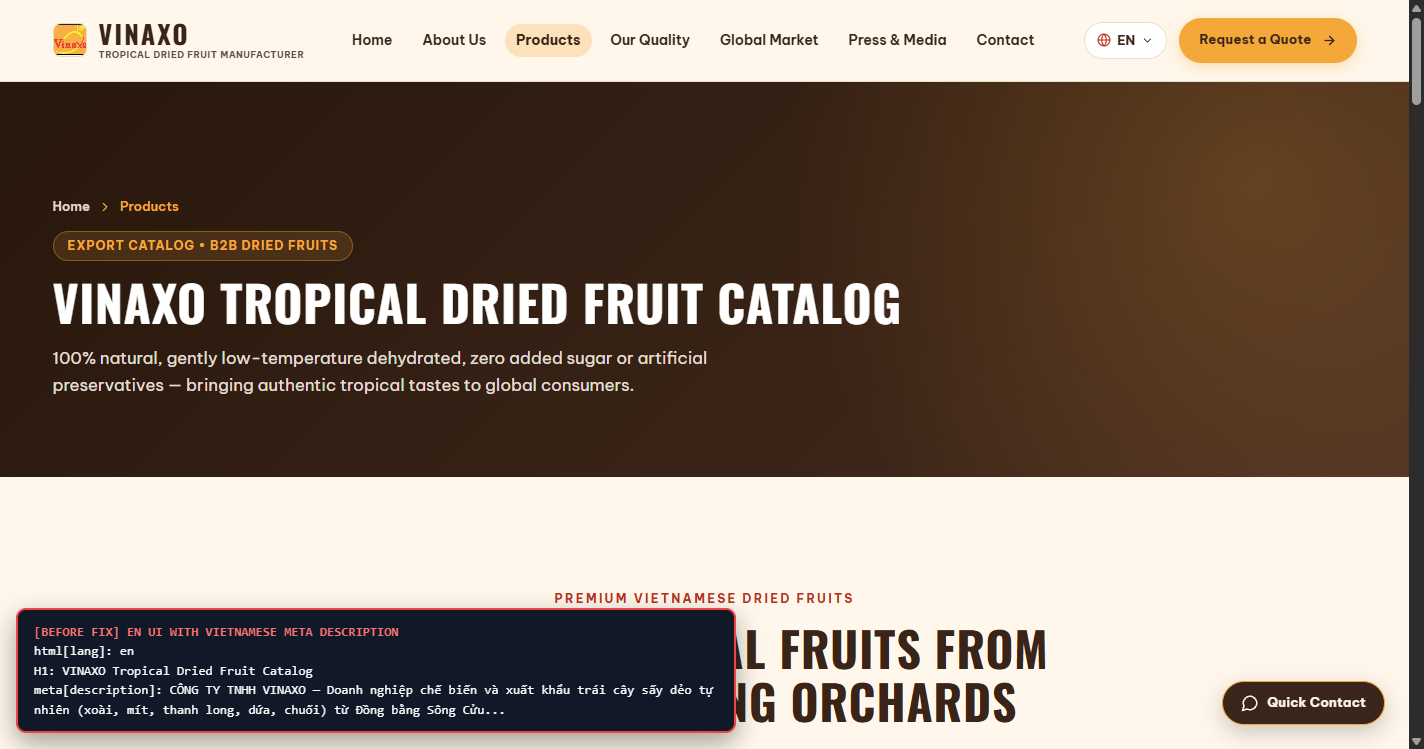 Vinaxo
VINAXO
TROPICAL DRIED FRUIT MANUFACTURER
Home
About Us
Products
Our Quality
Global Market
Press & Media
Contact
EN
Request a Quote
Home > Products
EXPORT CATALOG • B2B DRIED FRUITS
VINAXO TROPICAL DRIED FRUIT CATALOG
100% natural, gently low-temperature dehydrated, zero added sugar or artificial
preservatives — bringing authentic tropical tastes to global consumers.
PREMIUM VIETNAMESE DRIED FRUITS
FRUITS FROM
ORCHARDS
[BEFORE FIX] EN UI WITH VIETNAMESE META DESCRIPTION
html[lang]: en
H1: VINAXO Tropical Dried Fruit Catalog
meta[description]: CÔNG TY TNHH VINAXO — Doanh nghiệp chế biến và xuất khẩu trái cây sấy dẻo tự
nhiên (xoài, mít, thanh long, dứa, chuối) từ Đồng bằng Sông Cửu...
Quick Contact